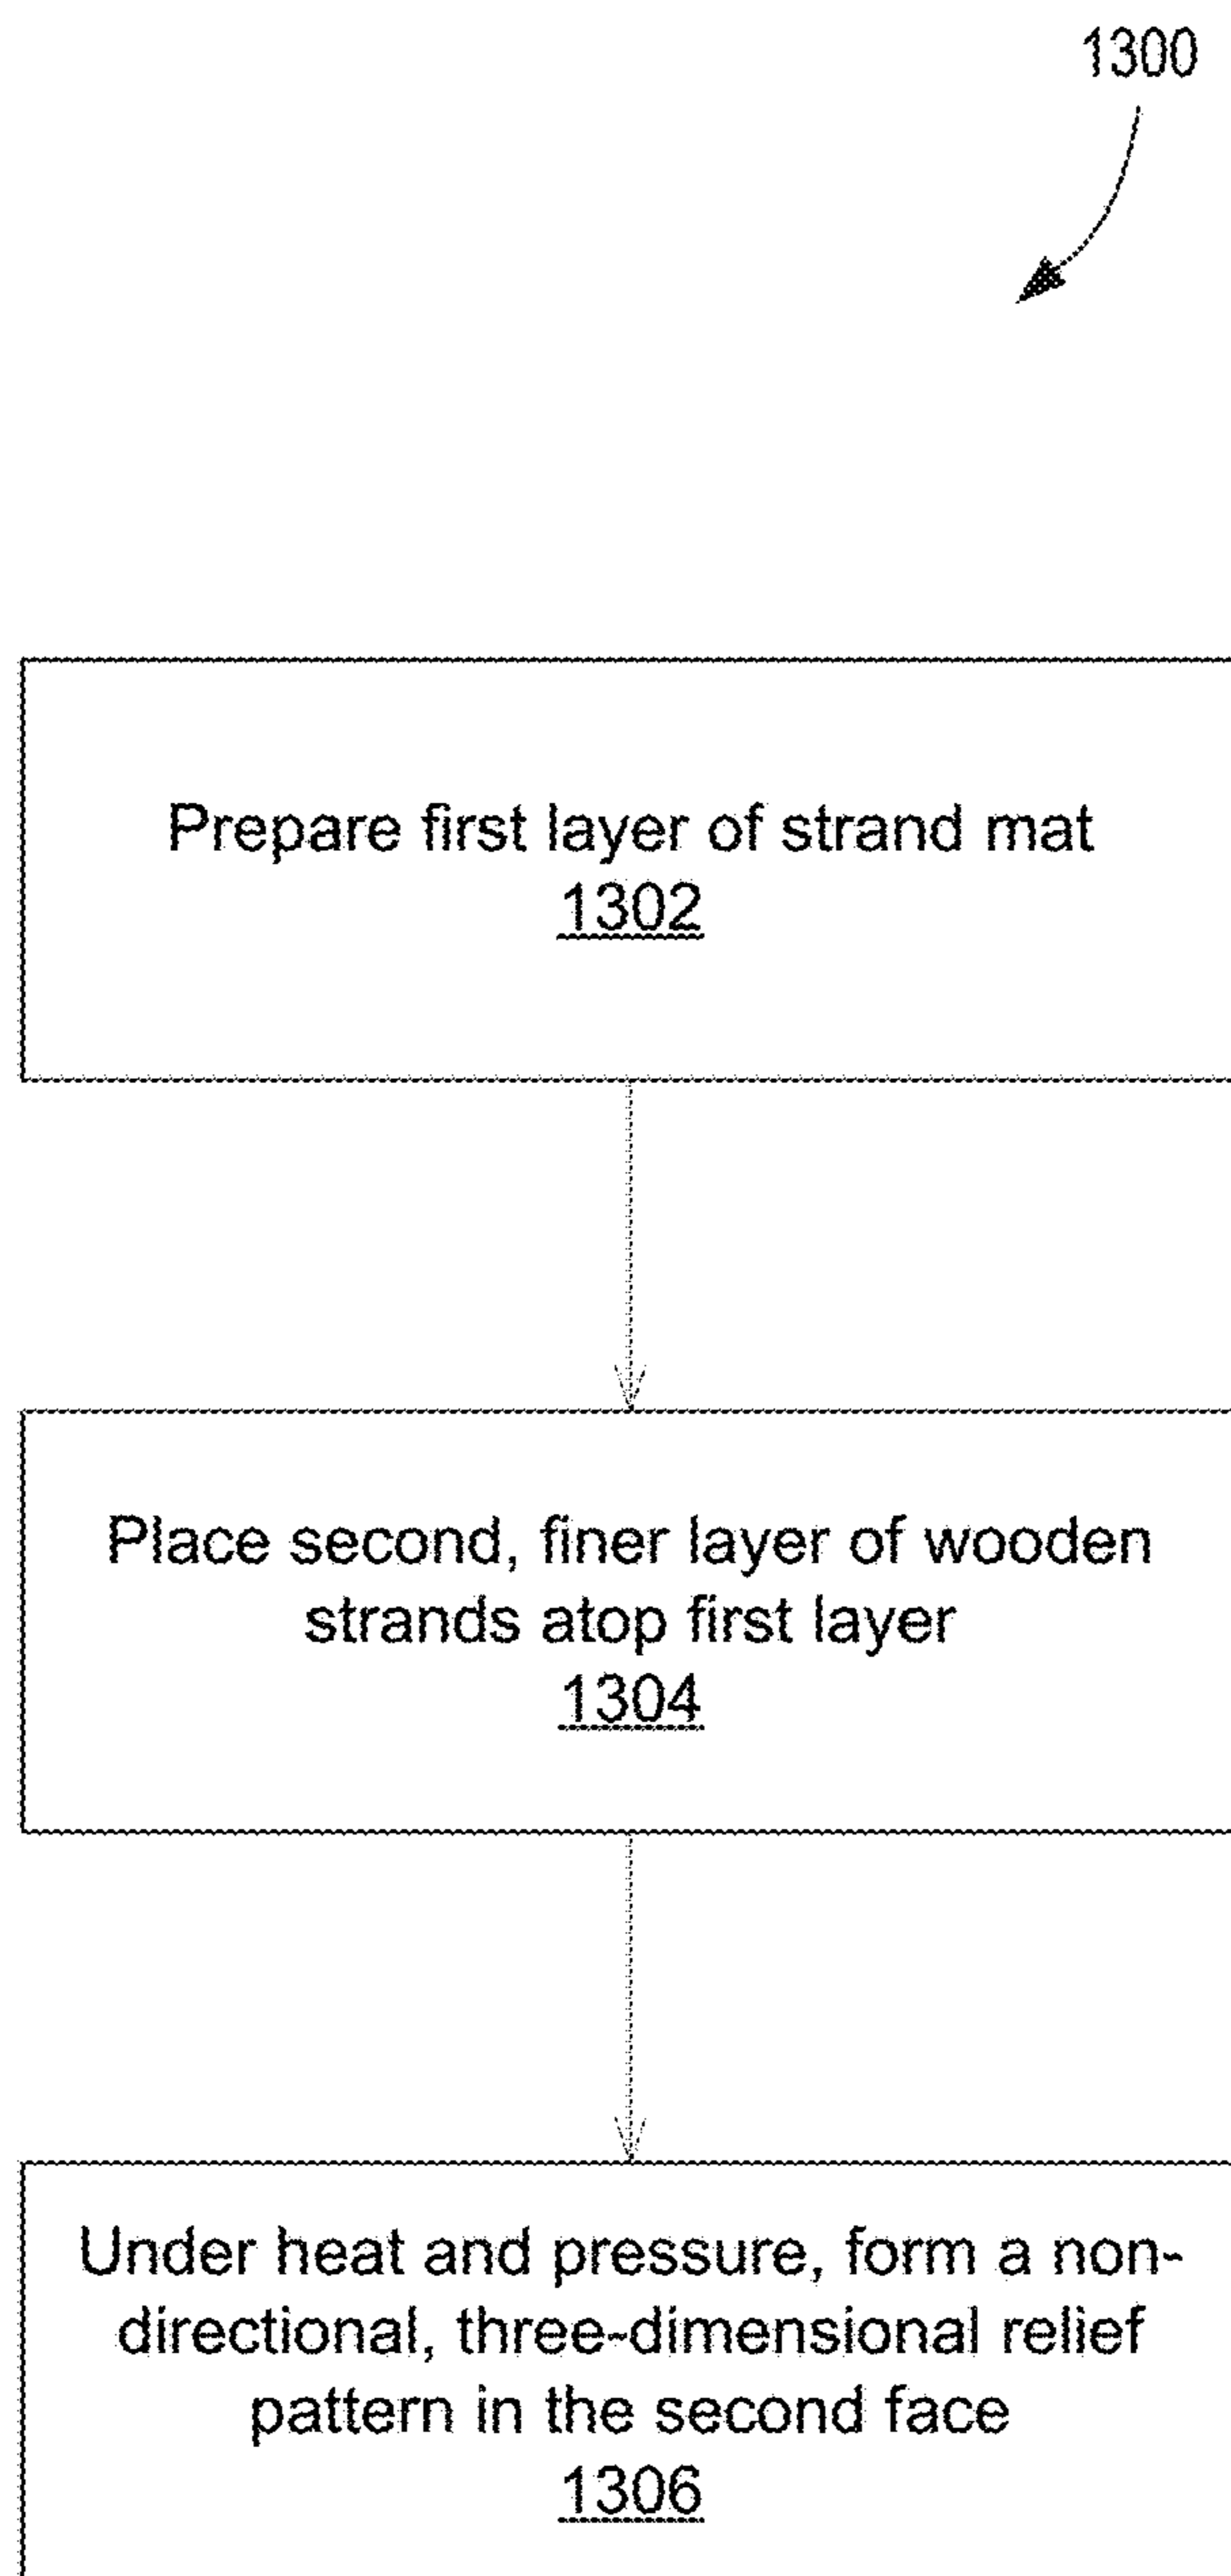 1300
Prepare first layer of strand mat
1302
Place second, finer layer of wooden
strands atop first layer
1304
Under heat and pressure, form a non-
directional, three-dimensional relief
pattern in the second face
1306